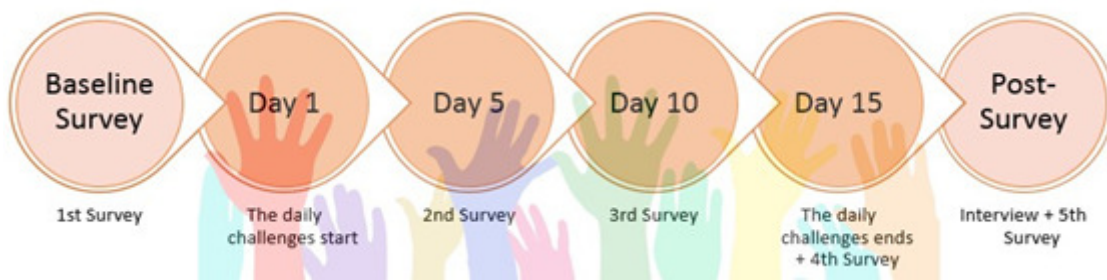 Baseline
Survey
Day 1
Day 5
Day 10
Day 15
Post-
Survey
1st Survey
The daily
challenges start
2nd Survey
3rd Survey
The daily
challenges ends
+ 4th Survey
Interview + 5th
Survey